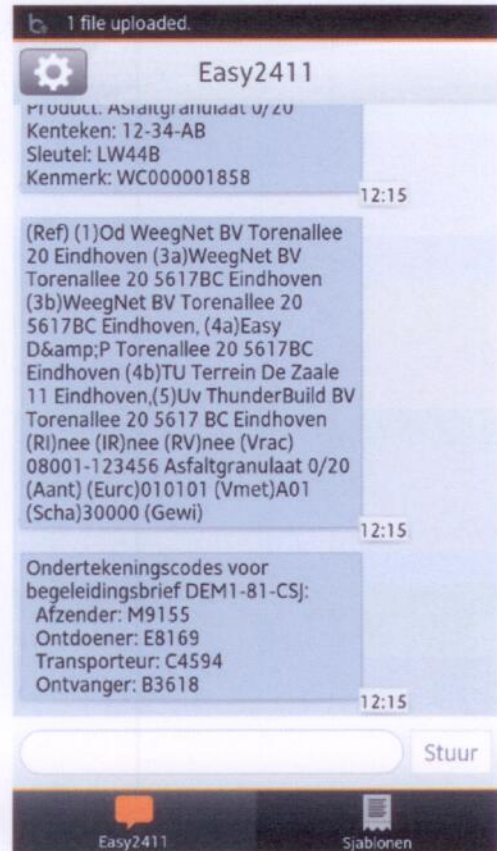 1 file uploaded.
Easy2411
Product: Asfaltgranulaat 0/20
Kenteken: 12-34-AB
Sleutel: LW44B
Kenmerk: WC000001858
12:15
(Ref) (1)Od WeegNet BV Torenallee
20 Eindhoven (3a)WeegNet BV
Torenallee 20 5617BC Eindhoven
(3b)WeegNet BV Torenallee 20
5617BC Eindhoven, (4a)Easy
D&amp;P Torenallee 20 5617BC
Eindhoven (4b)TU Terrein De Zaale
11 Eindhoven,(5)Uv ThunderBuild BV
Torenallee 20 5617 BC Eindhoven
(RI)nee (IR)nee (RV)nee (Vrac)
08001-123456 Asfaltgranulaat 0/20
(Aant) (Eurc)010101 (Vmet)A01
(Scha)30000 (Gewi)
12:15
Ondertekeningscodes voor
begeleidingsbrief DEM1-81-CSJ:
Afzender: M9155
Ontdoener: E8169
Transporteur: C4594
Ontvanger: B3618
12:15
Stuur
Easy2411
Sjablonen